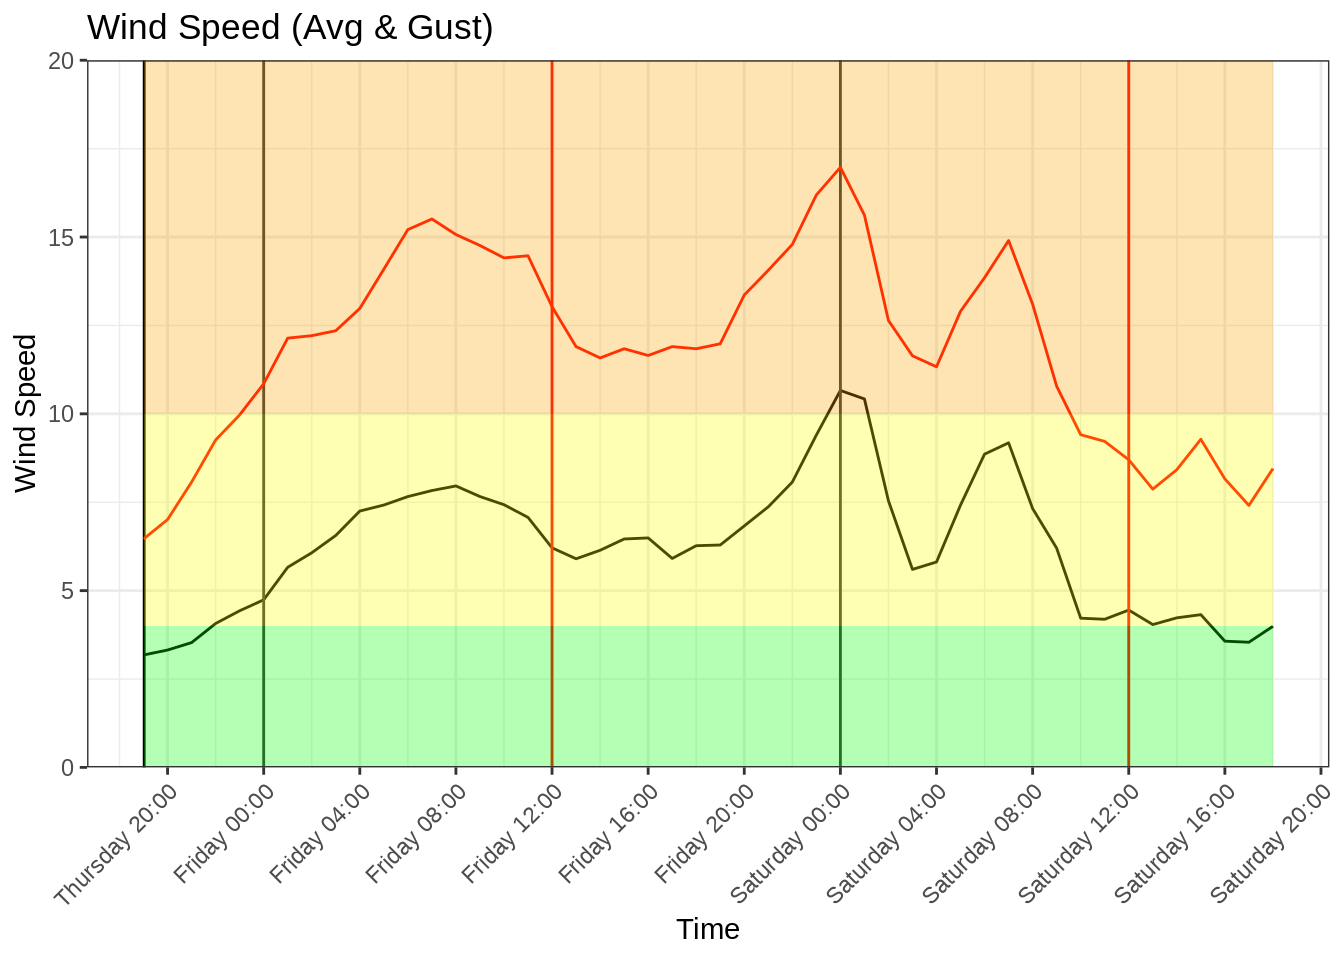 Wind Speed (Avg & Gust)
20
15
10
5
0
Wind Speed
Thursday 20:00
Friday 00:00
Friday 04:00
Friday 08:00
Friday 12:00
Friday 16:00
Friday 20:00
Saturday 00:00
Saturday 04:00
Saturday 08:00
Saturday 12:00
Saturday 16:00
Saturday 20:00
Time